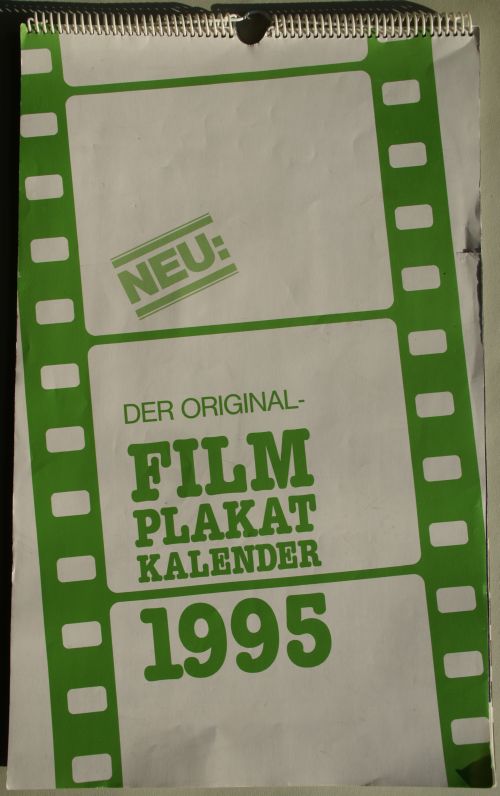 NEU:
DER ORIGINAL-
FILM
PLAKAT
KALENDER
1995